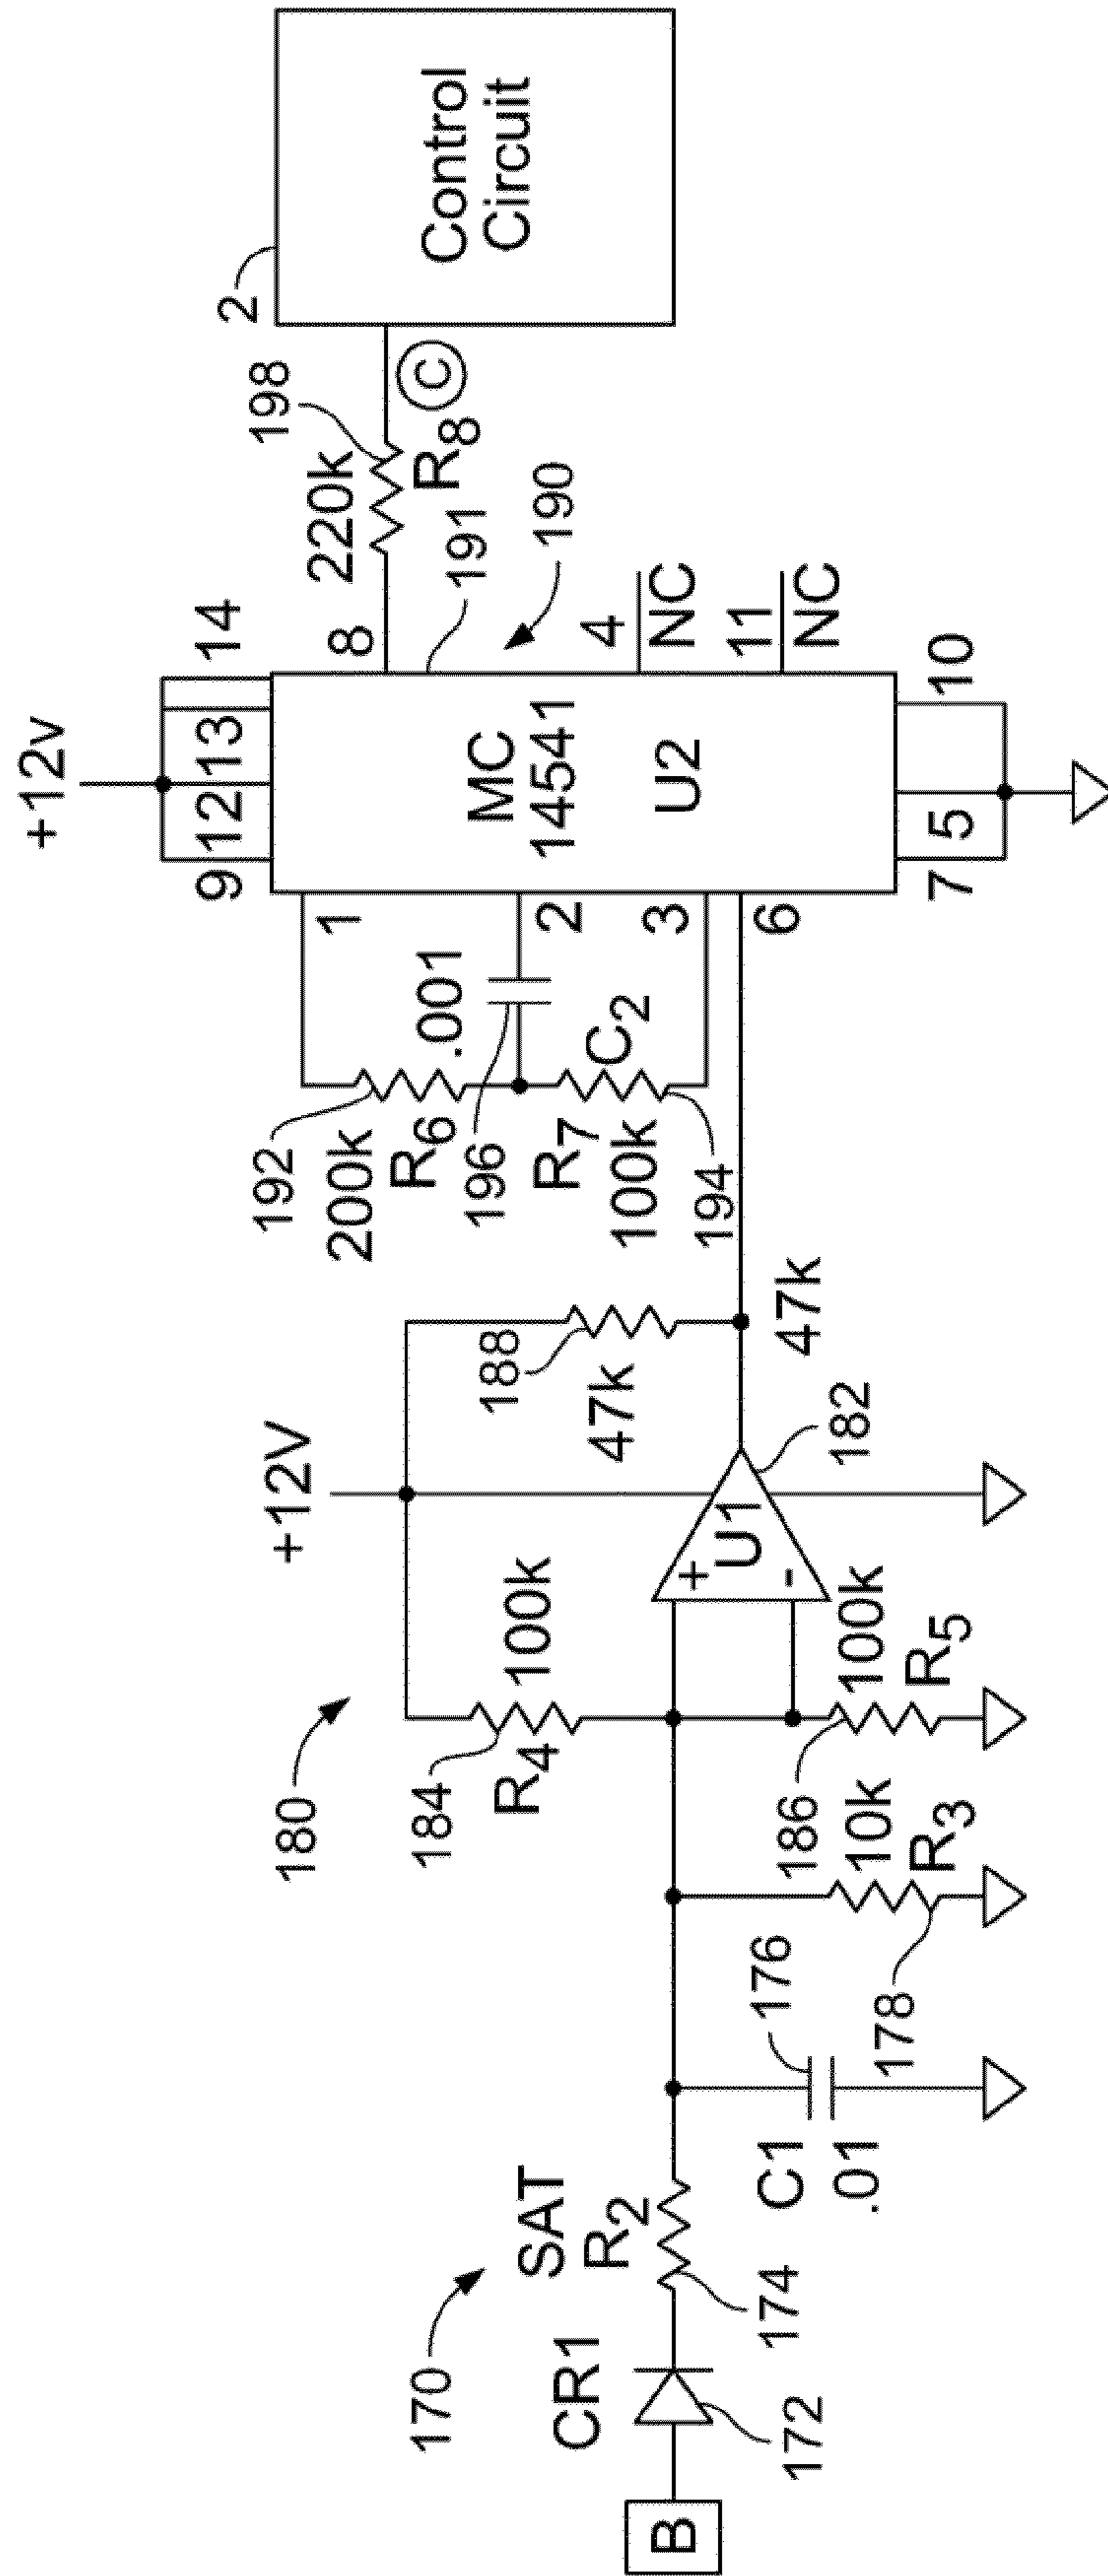 B
170
CR1
172
SAT
R2
174
C1
.01
176
178
10k
R3
180
184
R4
100k
186
100k
R5
+12V
+
-
U1
182
188
47k
47k
192
200k
R6
.001
196
C2
R7
100k
194
+12v
9
12
13
14
1
2
3
6
MC
14541
U2
7
5
10
8
4
NC
11
NC
191
190
220k
198
R8
C
2
Control
Circuit